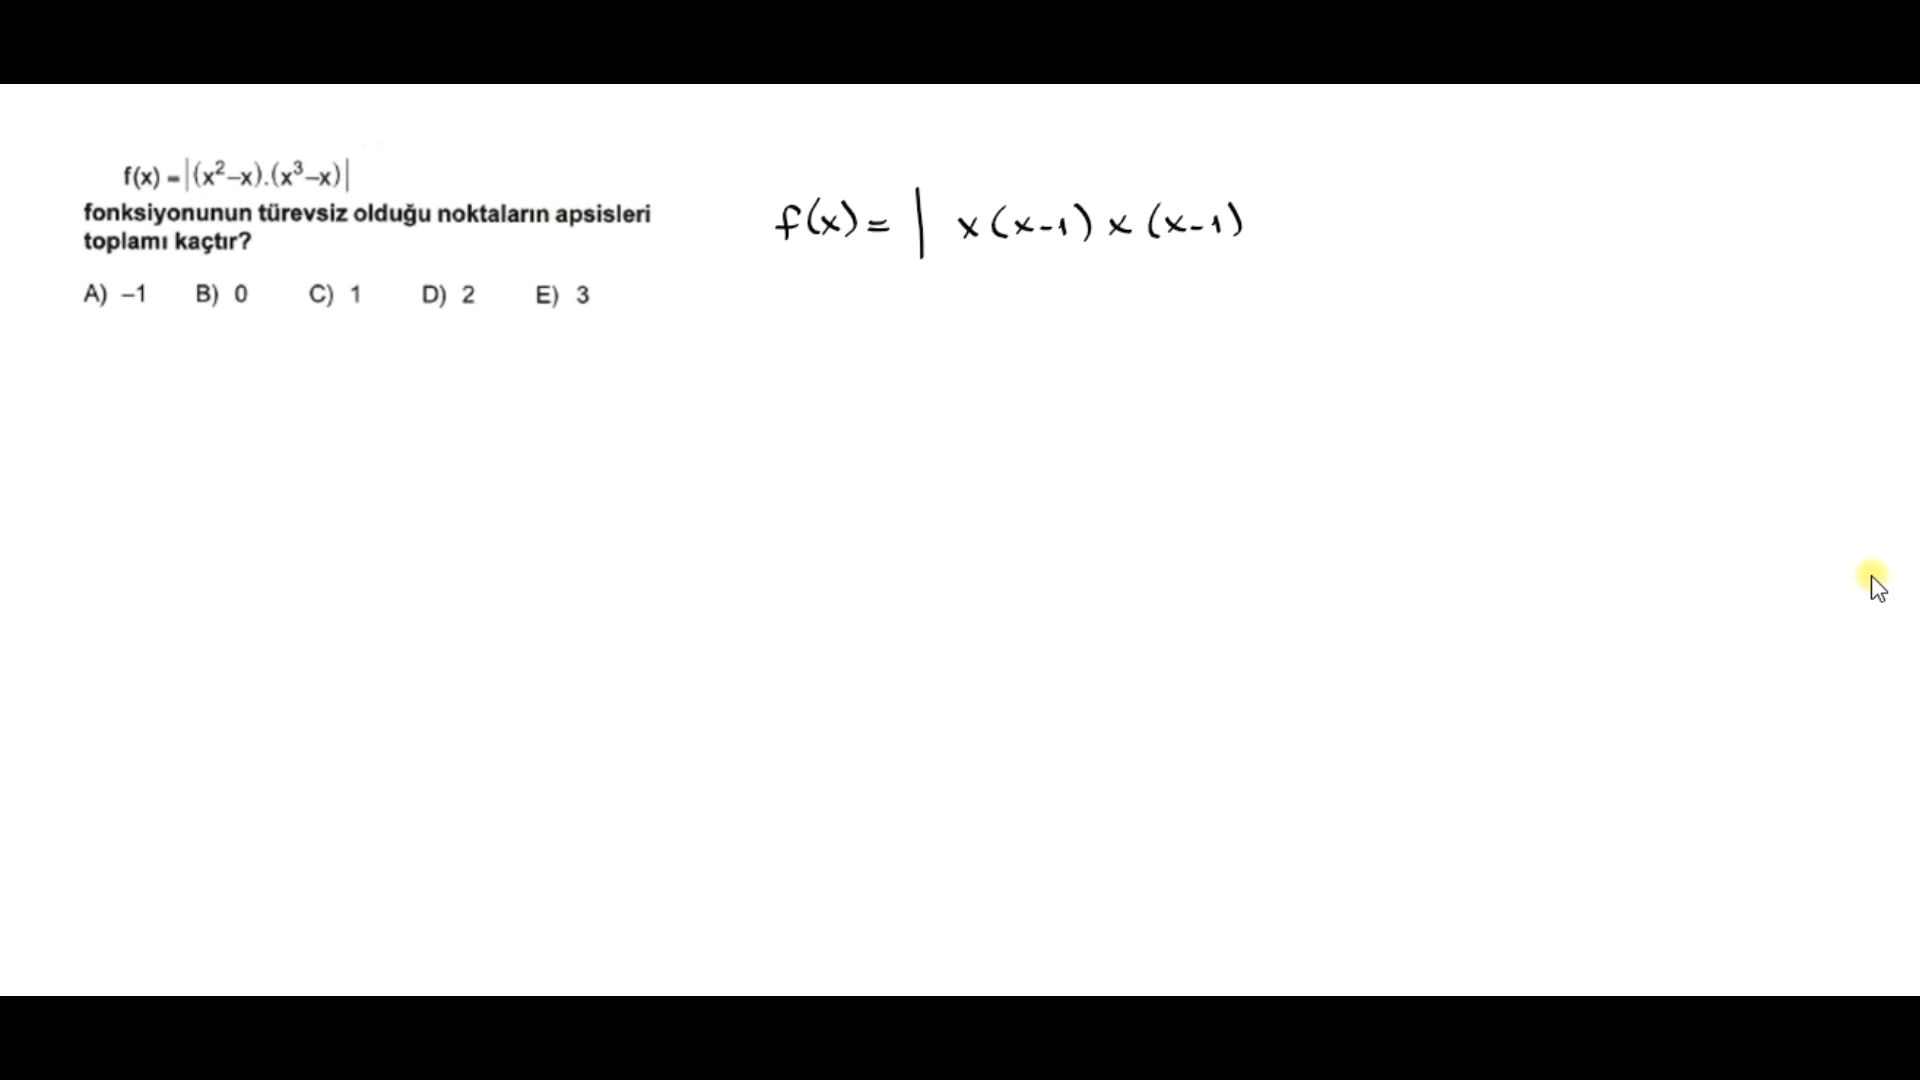 f(x) = |(x²–x).(x³–x)|
fonksiyonunun türevsiz olduğu noktaların apsisleri
toplamı kaçtır?
A) –1 B) 0 C) 1 D) 2 E) 3
f(x) = | x (x-1) x (x-1)